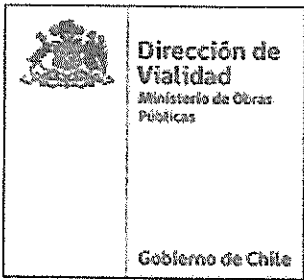 Dirección de
Vialidad
Ministerio de Obras
Públicas
Gobierno de Chile